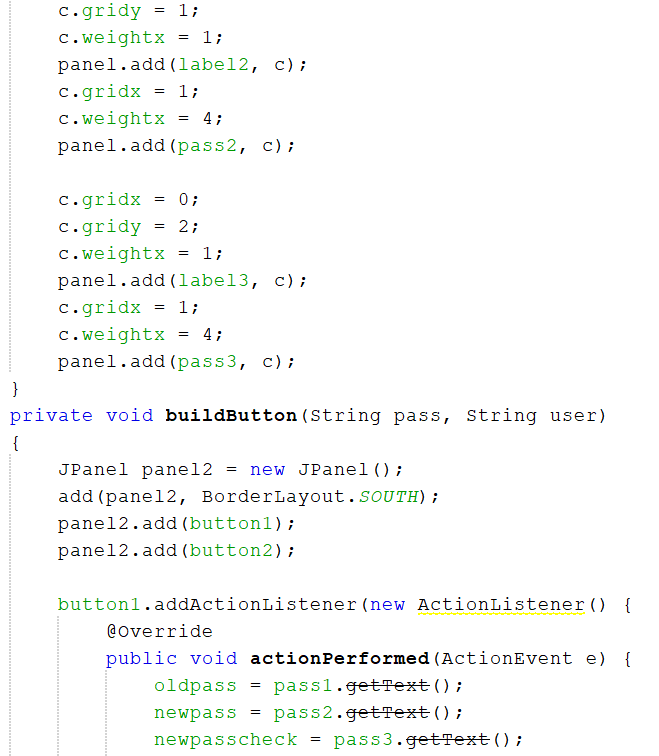 c.gridy = 1;
c.weightx = 1;
panel.add(label2, c);
c.gridx = 1;
c.weightx = 4;
panel.add(pass2, c);
c.gridx = 0;
c.gridy = 2;
c.weightx = 1;
panel.add(label3, c);
c.gridx = 1;
c.weightx = 4;
panel.add(pass3, c);
}
private void buildButton(String pass, String user)
{
JPanel panel2 = new JPanel();
add(panel2, BorderLayout.SOUTH);
panel2.add(button1);
panel2.add(button2);
button1.addActionListener(new ActionListener() {
@Override
public void actionPerformed(ActionEvent e) {
oldpass = pass1.getText();
newpass = pass2.getText();
newpasscheck = pass3.getText();